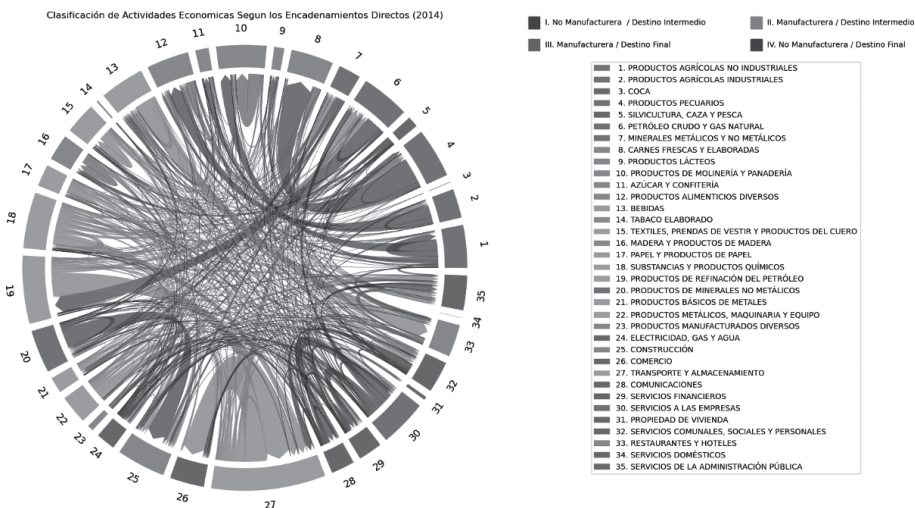 Clasificación de Actividades Economicas Segun los Encadenamientos Directos (2014)
I. No Manufacturera / Destino Intermedio
II. Manufacturera / Destino Intermedio
III. Manufacturera / Destino Final
IV. No Manufacturera / Destino Final
1. PRODUCTOS AGRÍCOLAS NO INDUSTRIALES
2. PRODUCTOS AGRÍCOLAS INDUSTRIALES
3. COCA
4. PRODUCTOS PECUARIOS
5. SILVICULTURA, CAZA Y PESCA
6. PETRÓLEO CRUDO Y GAS NATURAL
7. MINERALES METÁLICOS Y NO METÁLICOS
8. CARNES FRESCAS Y ELABORADAS
9. PRODUCTOS LÁCTEOS
10. PRODUCTOS DE MOLINERÍA Y PANADERÍA
11. AZÚCAR Y CONFITERÍA
12. PRODUCTOS ALIMENTICIOS DIVERSOS
13. BEBIDAS
14. TABACO ELABORADO
15. TEXTILES, PRENDAS DE VESTIR Y PRODUCTOS DEL CUERO
16. MADERA Y PRODUCTOS DE MADERA
17. PAPEL Y PRODUCTOS DE PAPEL
18. SUBSTANCIAS Y PRODUCTOS QUÍMICOS
19. PRODUCTOS DE REFINACIÓN DEL PETRÓLEO
20. PRODUCTOS DE MINERALES NO METÁLICOS
21. PRODUCTOS BÁSICOS DE METALES
22. PRODUCTOS METÁLICOS, MAQUINARIA Y EQUIPO
23. PRODUCTOS MANUFACTURADOS DIVERSOS
24. ELECTRICIDAD, GAS Y AGUA
25. CONSTRUCCIÓN
26. COMERCIO
27. TRANSPORTE Y ALMACENAMIENTO
28. COMUNICACIONES
29. SERVICIOS FINANCIEROS
30. SERVICIOS A LAS EMPRESAS
31. PROPIEDAD DE VIVIENDA
32. SERVICIOS COMUNALES, SOCIALES Y PERSONALES
33. RESTAURANTES Y HOTELES
34. SERVICIOS DOMÉSTICOS
35. SERVICIOS DE LA ADMINISTRACIÓN PÚBLICA
1
2
3
4
5
6
7
8
9
10
11
12
13
14
15
16
17
18
19
20
21
22
23
24
25
26
27
28
29
30
31
32
33
34
35